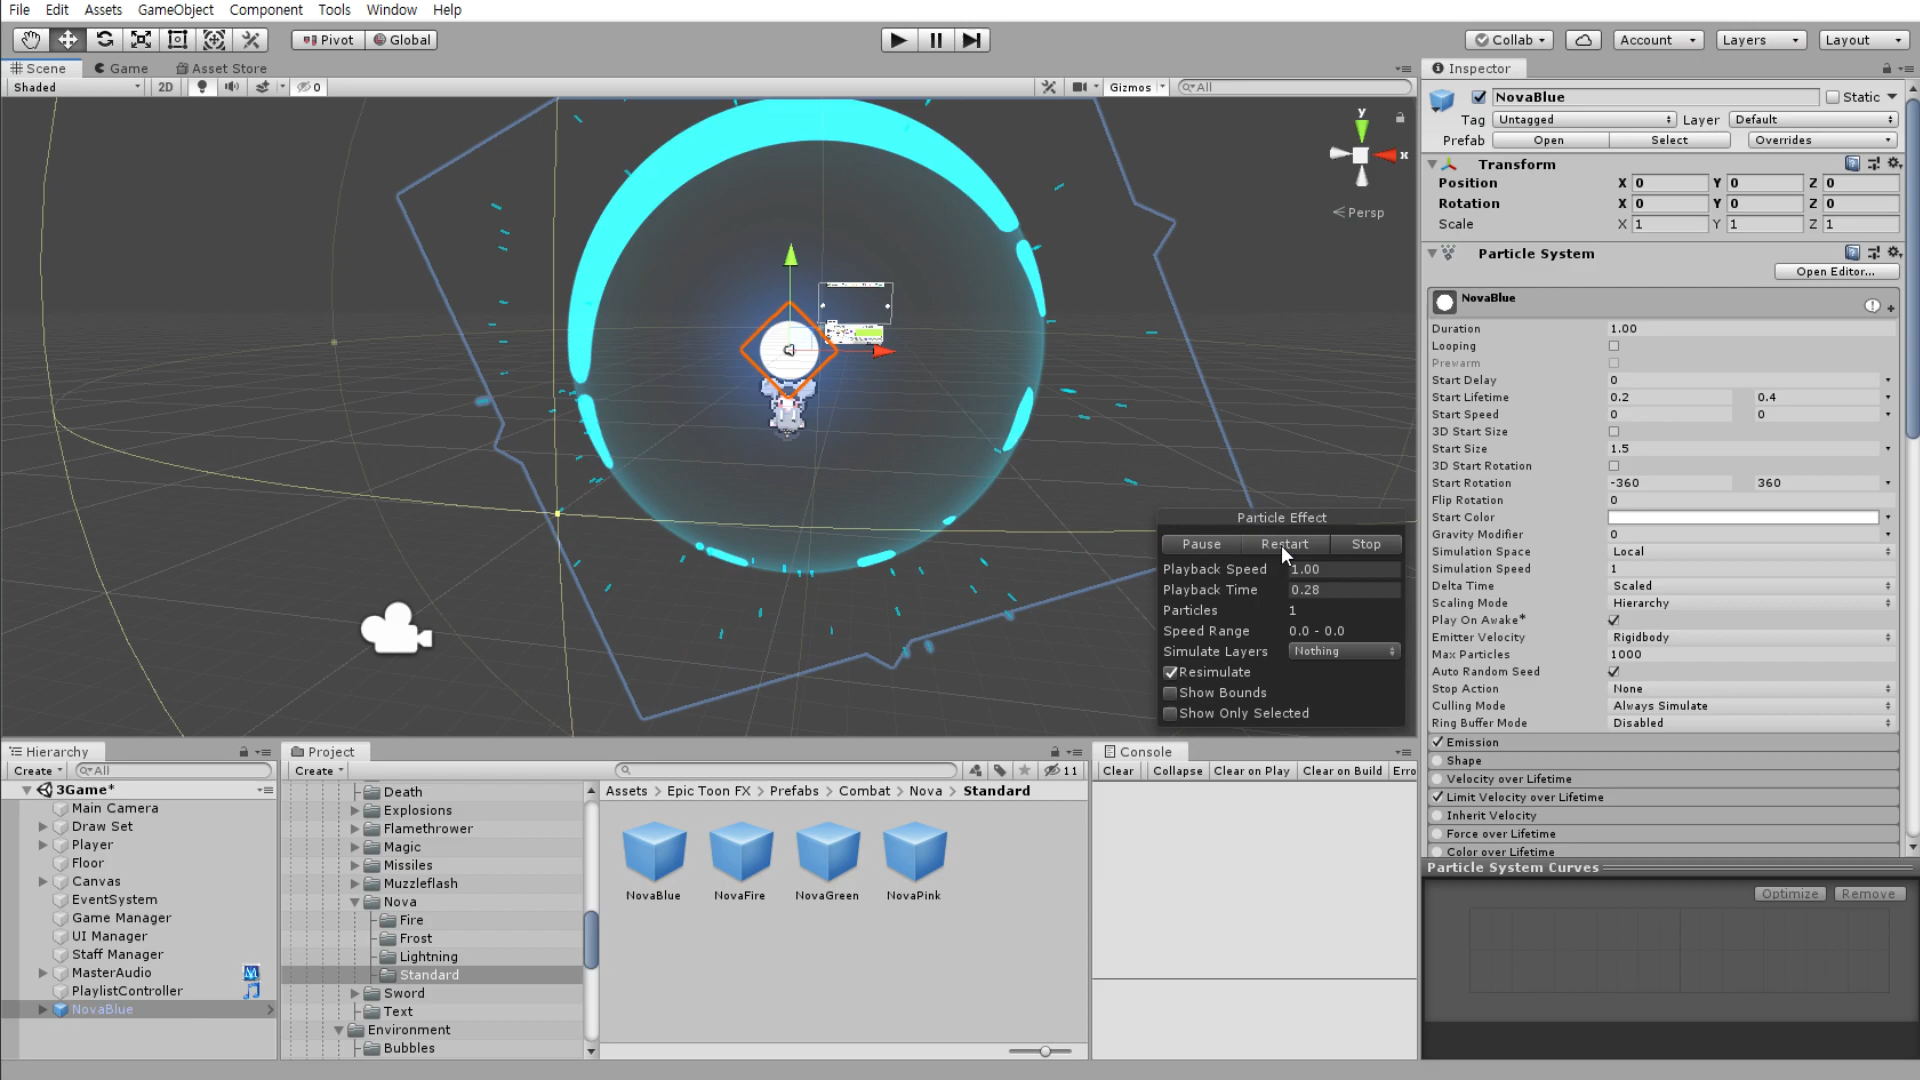 File Edit Assets GameObject Component Tools Window Help
Pivot Global Collab Account Layers Layout
Scene Game Asset Store
Shaded 2D 0 Gizmos All
y
x
Persp
Particle Effect
Pause Restart Stop
Playback Speed 1.00
Playback Time 0.28
Particles 1
Speed Range 0.0 - 0.0
Simulate Layers Nothing
Resimulate
Show Bounds
Show Only Selected
Inspector
NovaBlue Static
Tag Untagged Layer Default
Prefab Open Select Overrides
Transform
Position X 0 Y 0 Z 0
Rotation X 0 Y 0 Z 0
Scale X 1 Y 1 Z 1
Particle System
Open Editor...
NovaBlue
Duration 1.00
Looping
Prewarm
Start Delay 0
Start Lifetime 0.2 0.4
Start Speed 0 0
3D Start Size
Start Size 1.5
3D Start Rotation
Start Rotation -360 360
Flip Rotation 0
Start Color
Gravity Modifier 0
Simulation Space Local
Simulation Speed 1
Delta Time Scaled
Scaling Mode Hierarchy
Play On Awake*
Emitter Velocity Rigidbody
Max Particles 1000
Auto Random Seed
Stop Action None
Culling Mode Always Simulate
Ring Buffer Mode Disabled
Emission
Shape
Velocity over Lifetime
Limit Velocity over Lifetime
Inherit Velocity
Force over Lifetime
Color over Lifetime
Particle System Curves
Optimize Remove
Hierarchy
Create All
3Game*
Main Camera
Draw Set
Player
Floor
Canvas
EventSystem
Game Manager
UI Manager
Staff Manager
MasterAudio
PlaylistController
NovaBlue
Project
Create 11
Death
Explosions
Flamethrower
Magic
Missiles
Muzzleflash
Nova
Fire
Frost
Lightning
Standard
Sword
Text
Environment
Bubbles
Assets > Epic Toon FX > Prefabs > Combat > Nova > Standard
NovaBlue NovaFire NovaGreen NovaPink
Console
Clear Collapse Clear on Play Clear on Build Erro